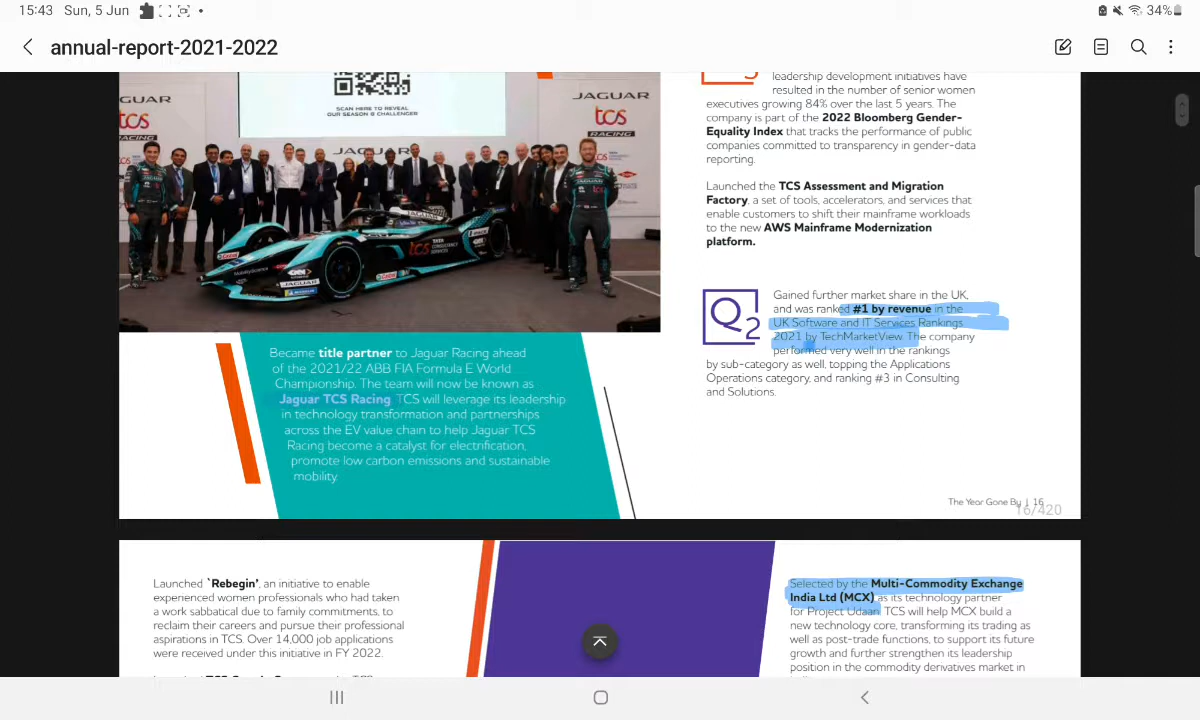 15:43 Sun, 5 Jun
34%
annual-report-2021-2022
SCAN HERE TO REVEAL
OUR SEASON 8 CHALLENGER
GUAR
tcs
RACING
JAGUAR
JAGUAR
tcs
RACING
JAGUAR
tcs TATA CONSULTANCY SERVICES
Became title partner to Jaguar Racing ahead
of the 2021/22 ABB FIA Formula E World
Championship. The team will now be known as
Jaguar TCS Racing. TCS will leverage its leadership
in technology transformation and partnerships
across the EV value chain to help Jaguar TCS
Racing become a catalyst for electrification,
promote low carbon emissions and sustainable
mobility.
leadership development initiatives have
resulted in the number of senior women
executives growing 84% over the last 5 years. The
company is part of the 2022 Bloomberg Gender-
Equality Index that tracks the performance of public
companies committed to transparency in gender-data
reporting.
Launched the TCS Assessment and Migration
Factory, a set of tools, accelerators, and services that
enable customers to shift their mainframe workloads
to the new AWS Mainframe Modernization
platform.
Q2
Gained further market share in the UK,
and was ranked #1 by revenue in the
UK Software and IT Services Rankings
2021 by TechMarketView. The company
performed very well in the rankings
by sub-category as well, topping the Applications
Operations category, and ranking #3 in Consulting
and Solutions.
The Year Gone By | 16
16/420
Launched `Rebegin', an initiative to enable
experienced women professionals who had taken
a work sabbatical due to family commitments, to
reclaim their careers and pursue their professional
aspirations in TCS. Over 14,000 job applications
were received under this initiative in FY 2022.
Selected by the Multi-Commodity Exchange
India Ltd (MCX) as its technology partner
for Project Udaan. TCS will help MCX build a
new technology core, transforming its trading as
well as post-trade functions, to support its future
growth and further strengthen its leadership
position in the commodity derivatives market in